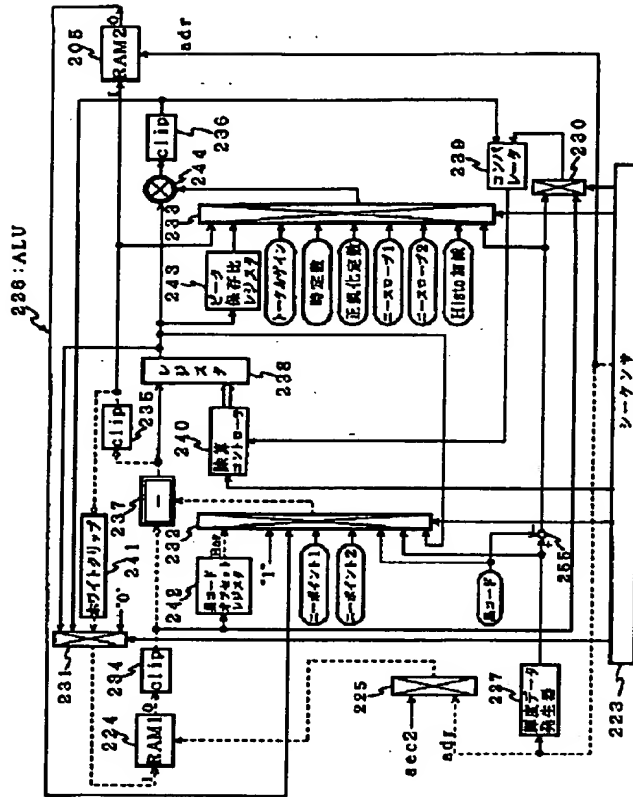 226:ALU
231
"0"
ホワイトクリップ
241
clip
235
RAM2
I
O
205
adr
clip
236
244
233
243
ピーク
保存比
レジスタ
トータルゲイン
時定数
正規化定数
ニースロープ1
ニースロープ2
Histo加減
コンパ
レータ
239
230
レジスタ
238
除算
コントローラ
240
237
−
232
242
黒コード
オフセット
レジスタ
"1"
ニーポイント1
ニーポイント2
黒コード
255
+
−
clip
234
RAM1
I
O
224
225
aec2
adr
輝度データ
発生器
227
シーケンサ
223